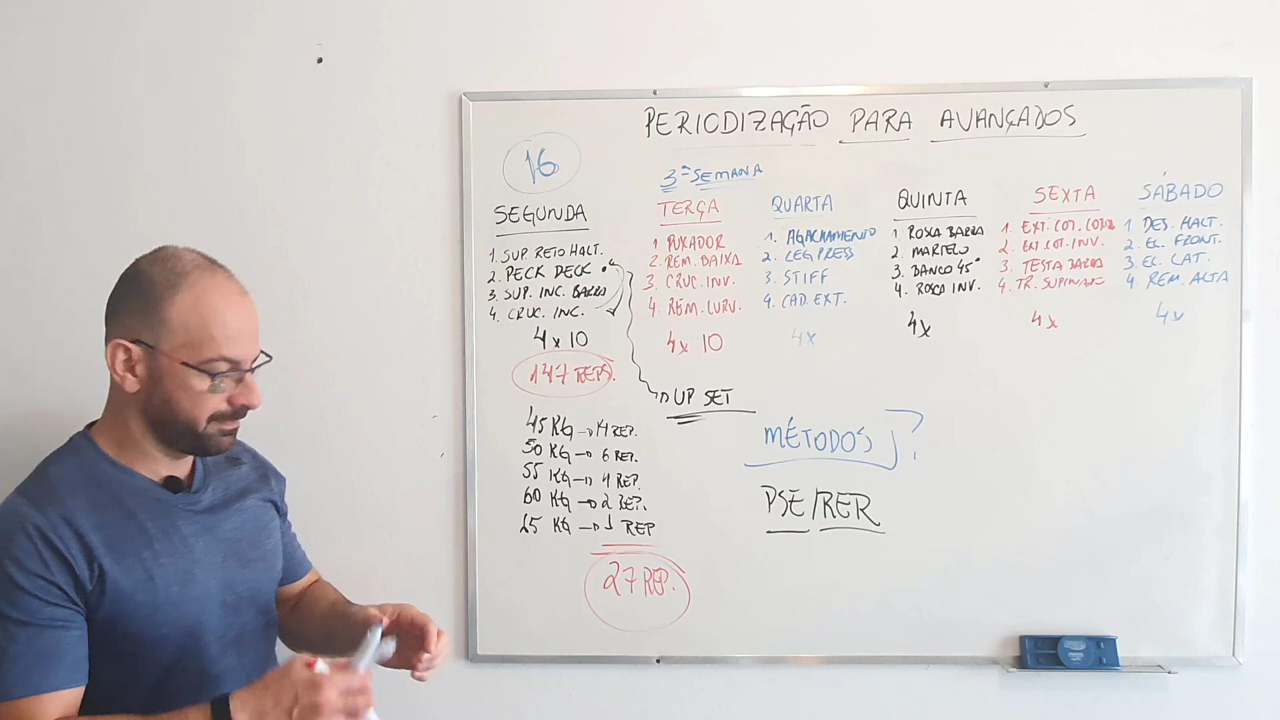 PERIODIZAÇÃO PARA AVANÇADOS
16
3ª SEMANA
SEGUNDA
1. SUP. RETO HALT.
2. PECK DECK
3. SUP. INC. BARRA
4. CRUC. INC.
4 x 10
147 REPS.
UP SET
45 KG → 14 REP.
50 KG → 6 REP.
55 KG → 4 REP.
60 KG → 2 REP.
65 KG → 1 REP
27 REP.
TERÇA
1. PUXADOR
2. REM. BAIXA
3. CRUC. INV.
4. REM. CURV.
4 x 10
QUARTA
1. AGACHAMENTO
2. LEG PRESS
3. STIFF
4. CAD. EXT.
4x
QUINTA
1. ROSCA BARRA
2. MARTELO
3. BANCO 45°
4. ROSCA INV.
4x
SEXTA
1. EXT. COT. CORDA
2. EXT. COT. INV.
3. TESTA BARRA
4. TR. SUPINADO
4x
SÁBADO
1 DES. HALT.
2. EL. FRONT.
3. EL. LAT.
4 REM. ALTA
4x
MÉTODOS?
PSE/RER